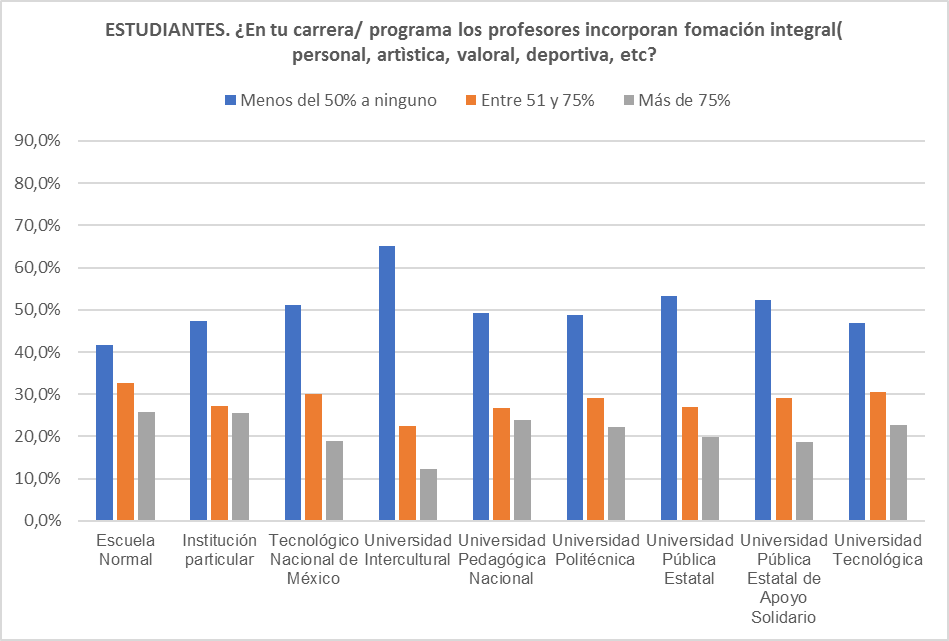 ESTUDIANTES. ¿En tu carrera/ programa los profesores incorporan fomación integral(
personal, artìstica, valoral, deportiva, etc?
Menos del 50% a ninguno Entre 51 y 75% Más de 75%
90,0%
80,0%
70,0%
60,0%
50,0%
40,0%
30,0%
20,0%
10,0%
0,0%
Escuela
Normal
Institución
particular
Tecnológico
Nacional de
México
Universidad
Intercultural
Universidad
Pedagógica
Nacional
Universidad
Politécnica
Universidad
Pública
Estatal
Universidad
Pública
Estatal de
Apoyo
Solidario
Universidad
Tecnológica